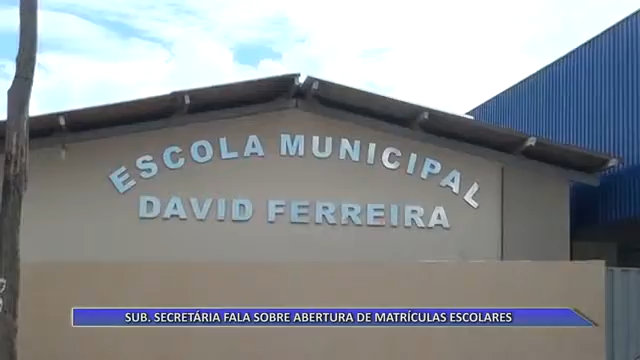 ESCOLA MUNICIPAL
DAVID FERREIRA
SUB. SECRETÁRIA FALA SOBRE ABERTURA DE MATRÍCULAS ESCOLARES